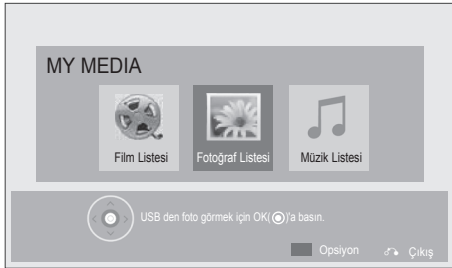 MY MEDIA
Film Listesi
Fotoğraf Listesi
Müzik Listesi
USB den foto görmek için OK(◉)'a basın.
Opsiyon
Çıkış